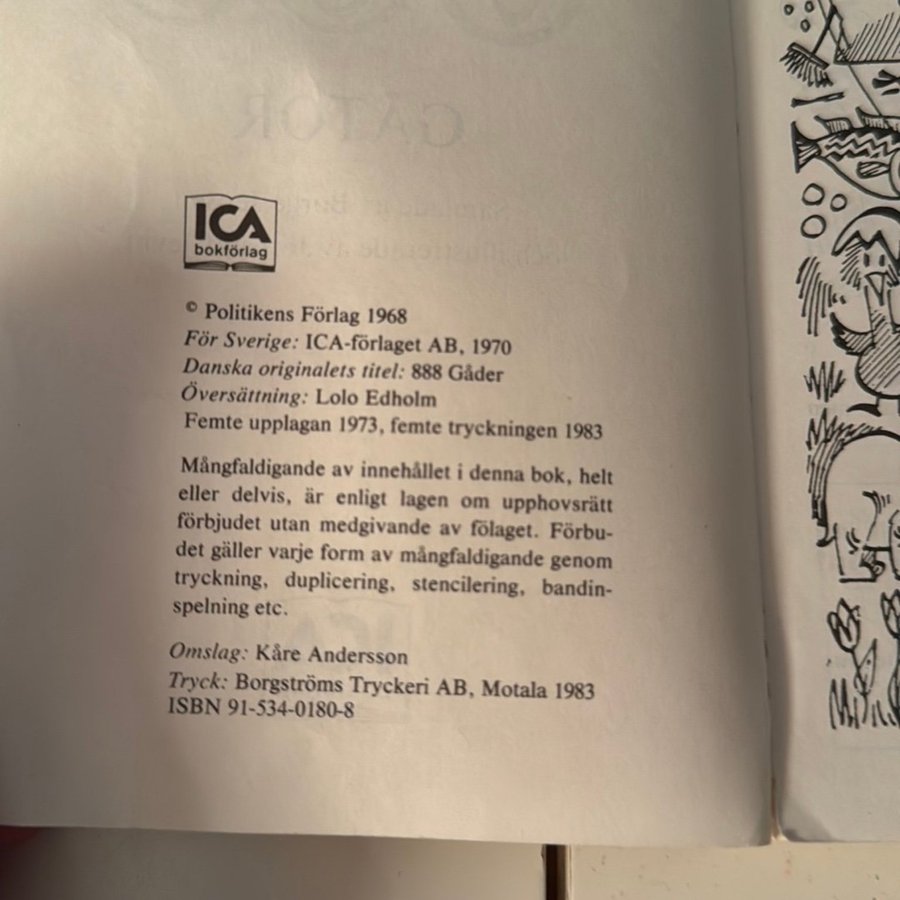 GÅTOR
ICA
bokförlag
© Politikens Förlag 1968
För Sverige: ICA-förlaget AB, 1970
Danska originalets titel: 888 Gåder
Översättning: Lolo Edholm
Femte upplagan 1973, femte tryckningen 1983
Mångfaldigande av innehållet i denna bok, helt
eller delvis, är enligt lagen om upphovsrätt
förbjudet utan medgivande av fölaget. Förbu-
det gäller varje form av mångfaldigande genom
tryckning, duplicering, stencilering, bandin-
spelning etc.
Omslag: Kåre Andersson
Tryck: Borgströms Tryckeri AB, Motala 1983
ISBN 91-534-0180-8